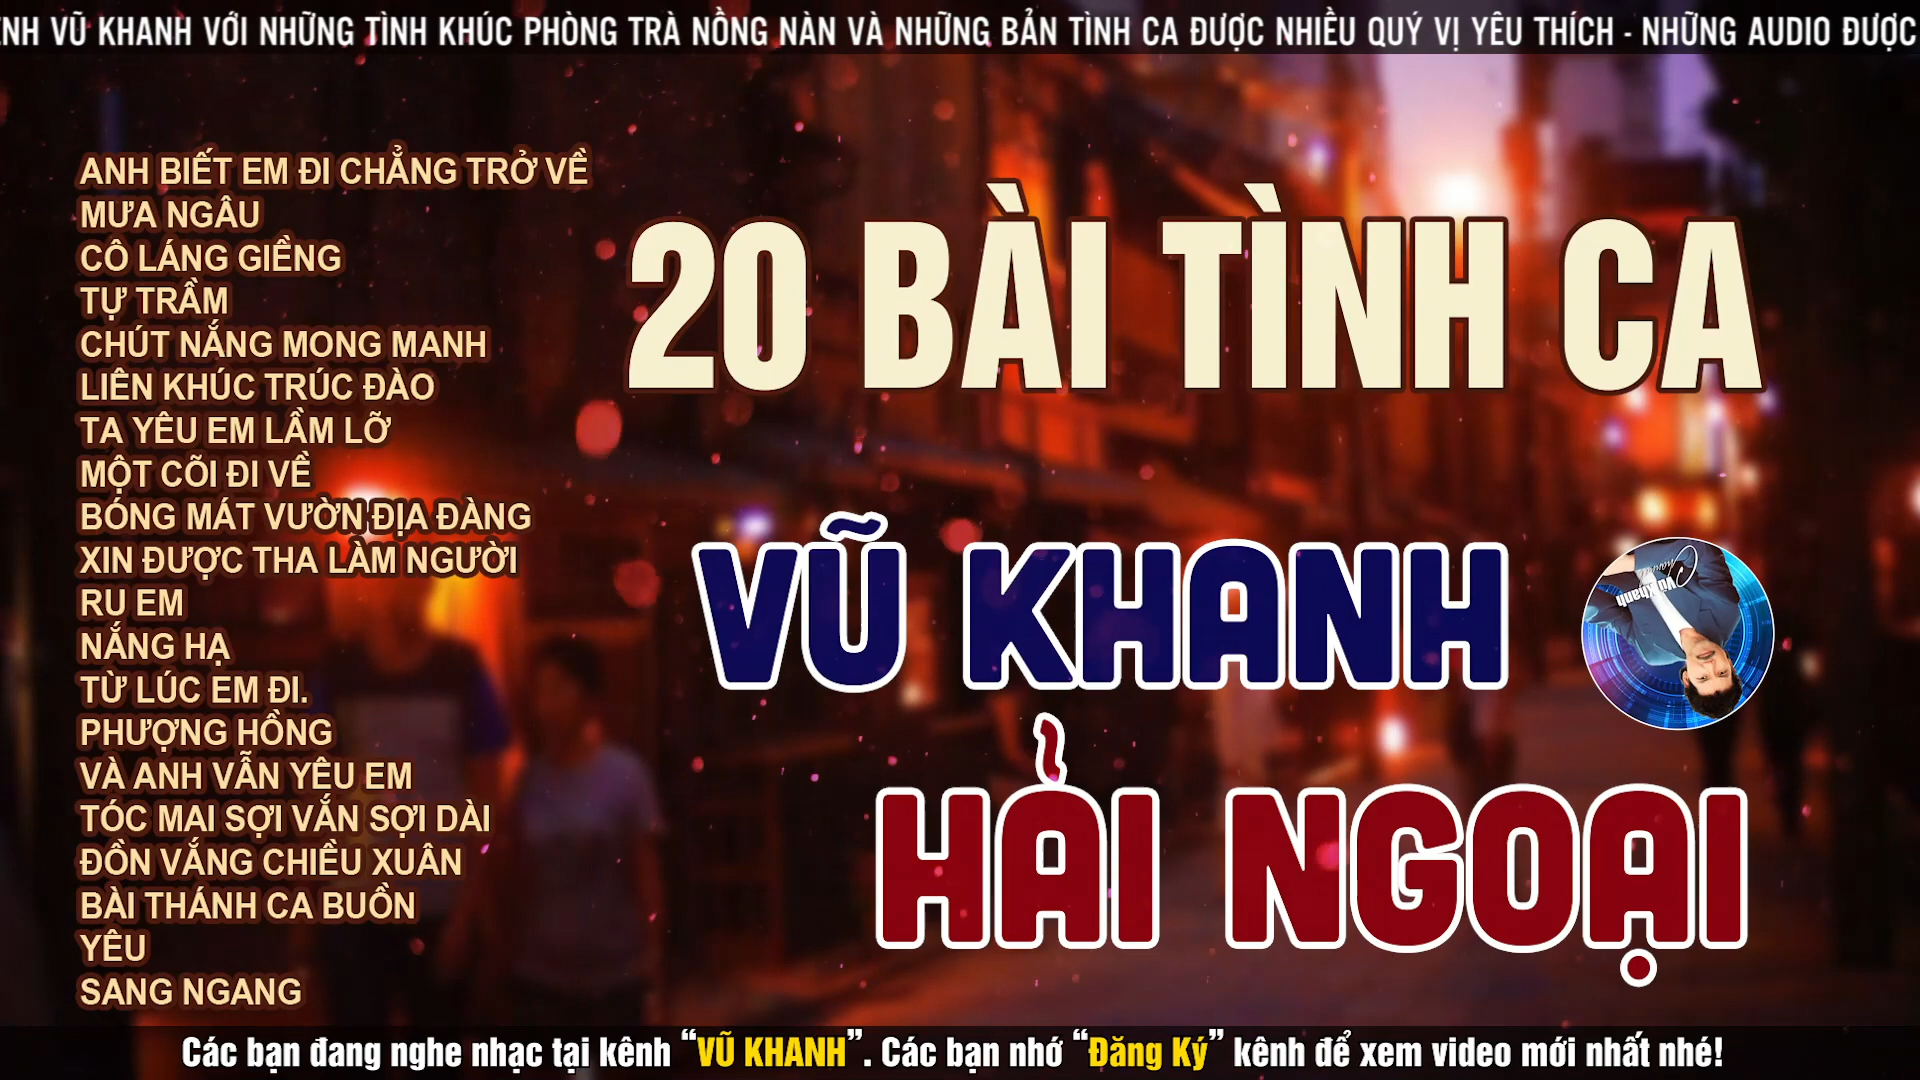 VŨ KHANH VỚI NHỮNG TÌNH KHÚC PHÒNG TRÀ NỒNG NÀN VÀ NHỮNG BẢN TÌNH CA ĐƯỢC NHIỀU QUÝ VỊ YÊU THÍCH - NHỮNG AUDIO ĐƯỢC
ANH BIẾT EM ĐI CHẲNG TRỞ VỀ
MƯA NGÂU
CÔ LÁNG GIỀNG
TỰ TRẦM
CHÚT NẮNG MONG MANH
LIÊN KHÚC TRÚC ĐÀO
TA YÊU EM LẦM LỠ
MỘT CÕI ĐI VỀ
BÓNG MÁT VƯỜN ĐỊA ĐÀNG
XIN ĐƯỢC THA LÀM NGƯỜI
RU EM
NẮNG HẠ
TỪ LÚC EM ĐI.
PHƯỢNG HỒNG
VÀ ANH VẪN YÊU EM
TÓC MAI SỢI VẮN SỢI DÀI
ĐỒN VẮNG CHIỀU XUÂN
BÀI THÁNH CA BUỒN
YÊU
SANG NGANG
20 BÀI TÌNH CA
VŨ KHANH
Vũ Khanh
HẢI NGOẠI
Các bạn đang nghe nhạc tại kênh “VŨ KHANH”. Các bạn nhớ “Đăng Ký” kênh để xem video mới nhất nhé!